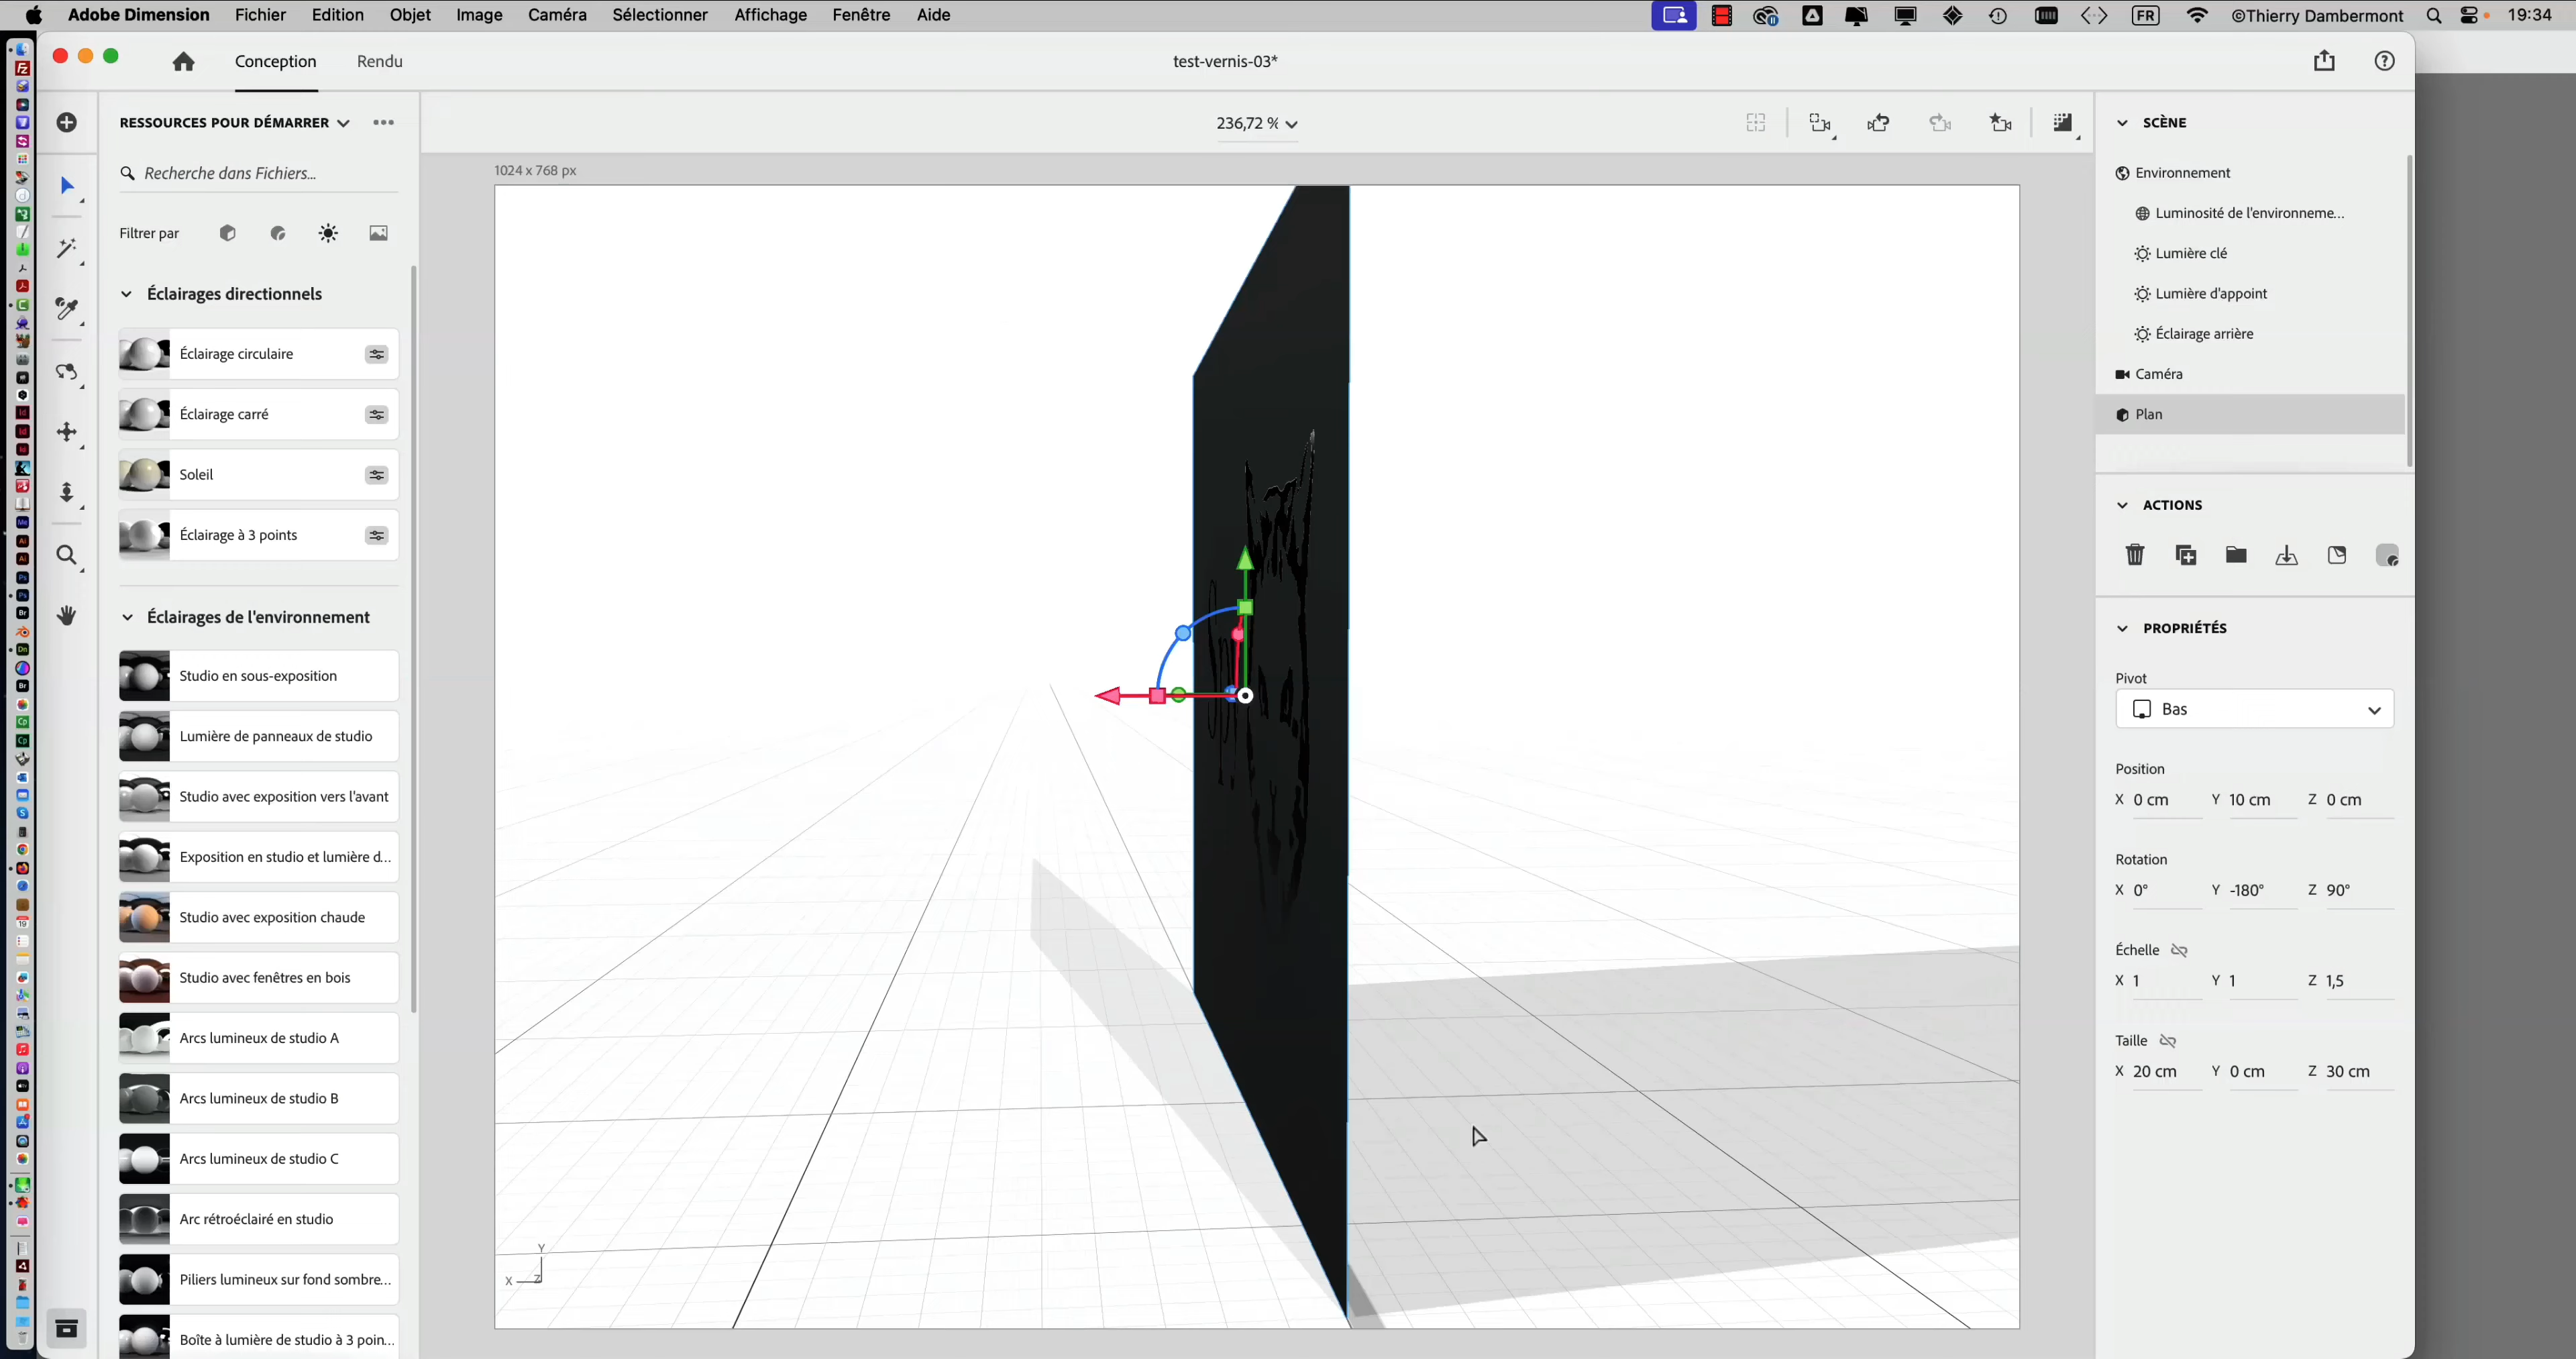 Adobe Dimension Fichier Edition Objet Image Caméra Sélectionner Affichage Fenêtre Aide FR ©Thierry Dambermont 19:34
Conception Rendu test-vernis-03*
RESSOURCES POUR DÉMARRER
Recherche dans Fichiers...
Filtrer par
Éclairages directionnels
Éclairage circulaire
Éclairage carré
Soleil
Éclairage à 3 points
Éclairages de l'environnement
Studio en sous-exposition
Lumière de panneaux de studio
Studio avec exposition vers l'avant
Exposition en studio et lumière d...
Studio avec exposition chaude
Studio avec fenêtres en bois
Arcs lumineux de studio A
Arcs lumineux de studio B
Arcs lumineux de studio C
Arc rétroéclairé en studio
Piliers lumineux sur fond sombre...
Boîte à lumière de studio à 3 poin...
236,72 %
1024 x 768 px
Y
X Z
SCÈNE
Environnement
Luminosité de l'environneme...
Lumière clé
Lumière d'appoint
Éclairage arrière
Caméra
Plan
ACTIONS
PROPRIÉTÉS
Pivot
Bas
Position
X 0 cm Y 10 cm Z 0 cm
Rotation
X 0° Y -180° Z 90°
Échelle
X 1 Y 1 Z 1,5
Taille
X 20 cm Y 0 cm Z 30 cm